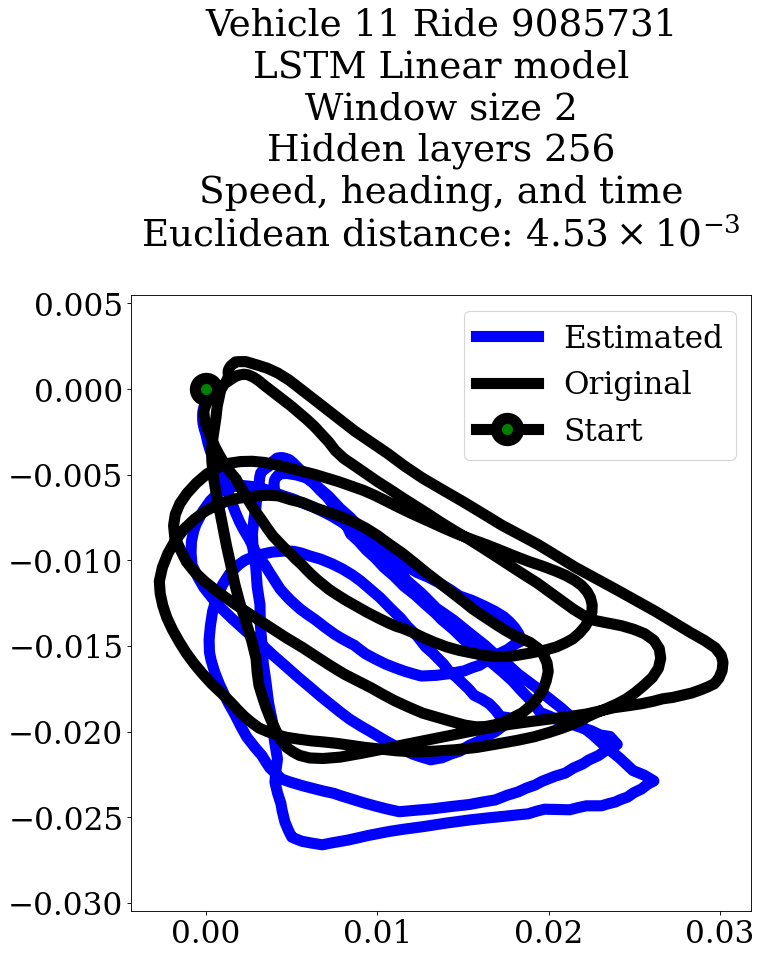 Vehicle 11 Ride 9085731
LSTM Linear model
Window size 2
Hidden layers 256
Speed, heading, and time
Euclidean distance: 4.53 × 10⁻³
0.005
0.000
−0.005
−0.010
−0.015
−0.020
−0.025
−0.030
Estimated
Original
Start
0.00
0.01
0.02
0.03